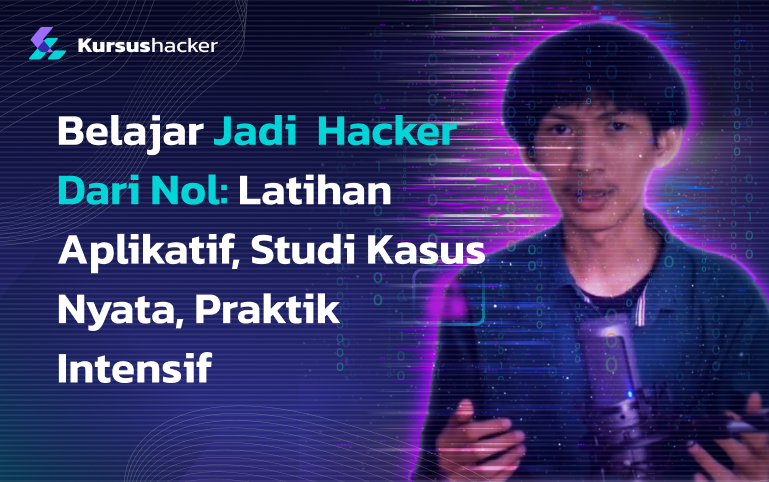 Kursushacker
Belajar Jadi Hacker
Dari Nol: Latihan
Aplikatif, Studi Kasus
Nyata, Praktik
Intensif